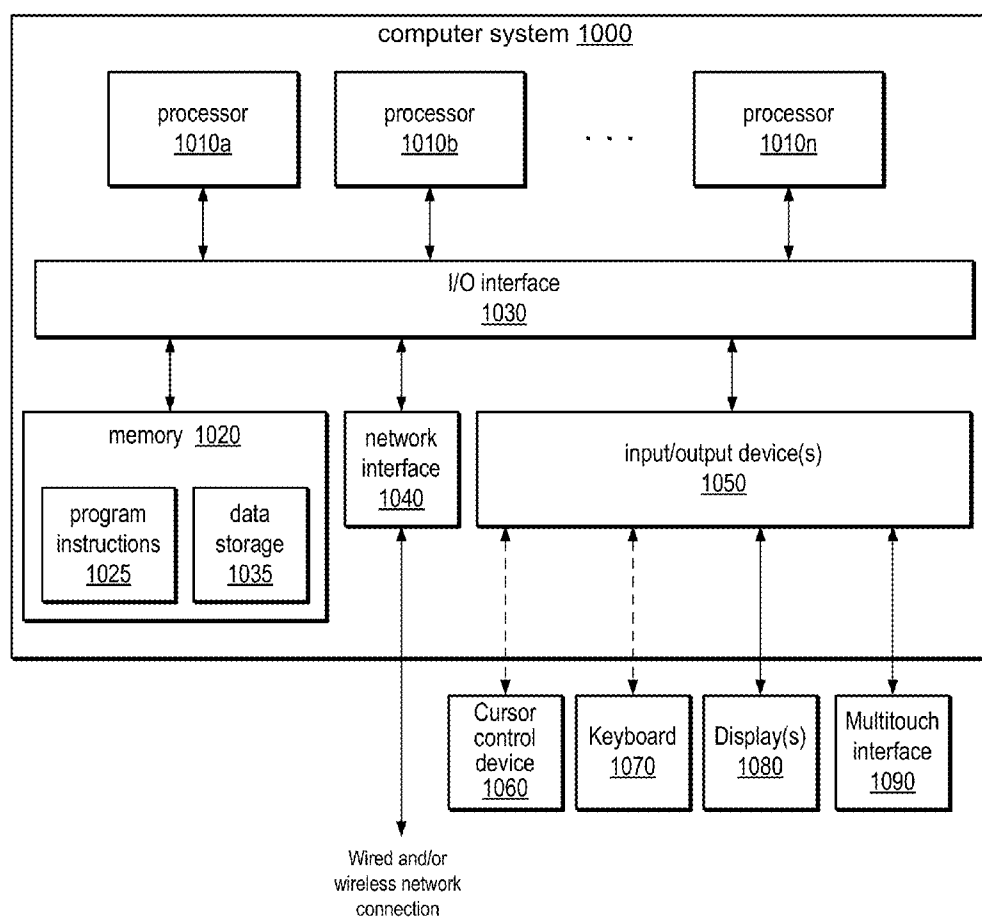 computer system 1000
processor
1010a
processor
1010b
. . .
processor
1010n
I/O interface
1030
memory 1020
program
instructions
1025
data
storage
1035
network
interface
1040
input/output device(s)
1050
Cursor
control
device
1060
Keyboard
1070
Display(s)
1080
Multitouch
interface
1090
Wired and/or
wireless network
connection